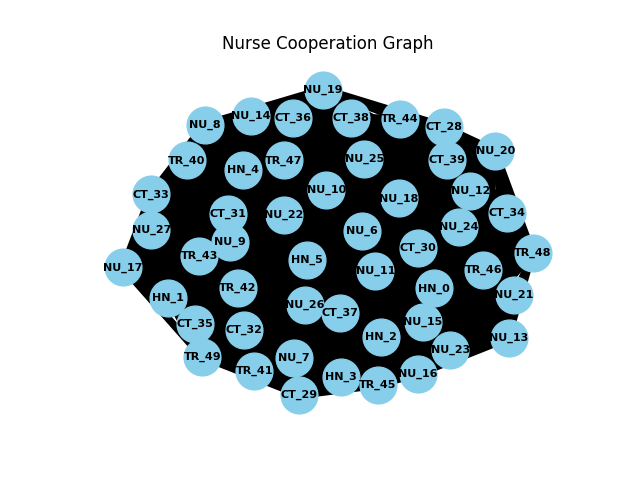 Nurse Cooperation Graph
NU_19
NU_14
CT_36
CT_38
TR_44
NU_8
CT_28
TR_40
HN_4
TR_47
NU_25
CT_39
NU_20
CT_33
NU_10
NU_18
NU_12
CT_31
NU_22
CT_34
NU_27
NU_9
NU_6
NU_24
TR_43
HN_5
CT_30
TR_48
NU_17
NU_11
TR_46
HN_1
TR_42
HN_0
NU_21
NU_26
CT_37
CT_35
CT_32
HN_2
NU_15
NU_13
TR_49
NU_7
NU_23
TR_41
HN_3
TR_45
NU_16
CT_29